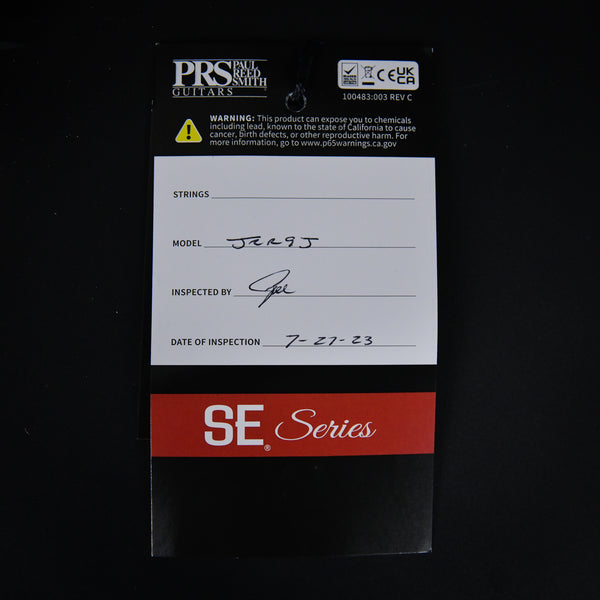 PRS PAUL REED SMITH
GUITARS
UK CA CE
100483:003 REV C
WARNING: This product can expose you to chemicals
including lead, known to the state of California to cause
cancer, birth defects, or other reproductive harm. For
more information, go to www.p65warnings.ca.gov
STRINGS
MODEL
INSPECTED BY Joe
DATE OF INSPECTION 7-27-23
SE® Series